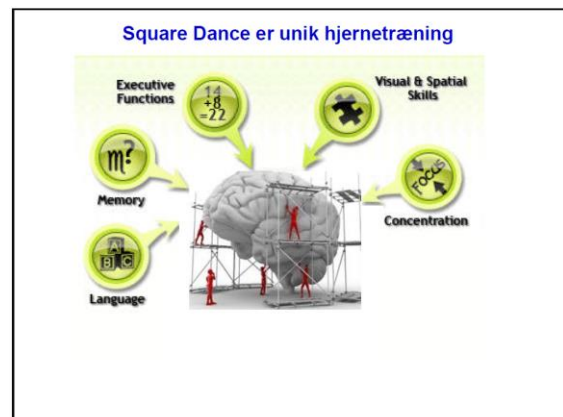 Square Dance er unik hjernetræning
Executive
Functions
14
+8
=22
Visual & Spatial
Skills
m?
Memory
FOCUS
Concentration
A
B C
Language